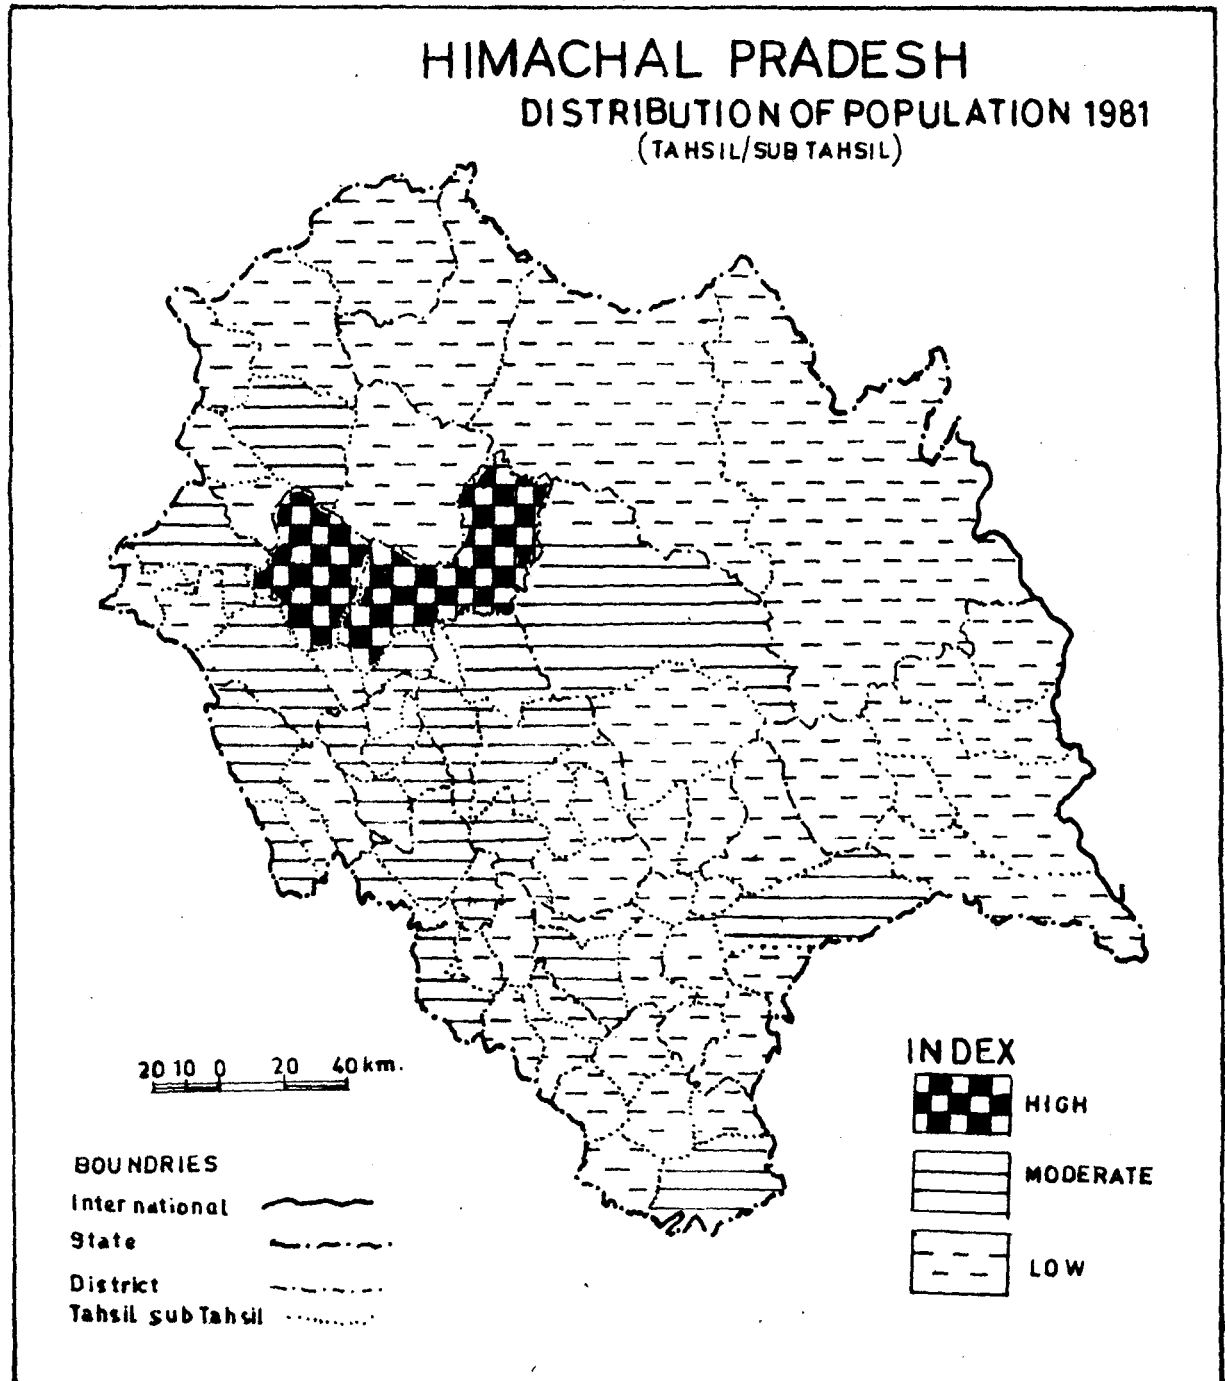 HIMACHAL PRADESH
DISTRIBUTION OF POPULATION 1981
(TAHSIL/SUB TAHSIL)
20 10 0 20 40 km.
INDEX
HIGH
MODERATE
LOW
BOUNDRIES
International
State
District
Tahsil sub Tahsil